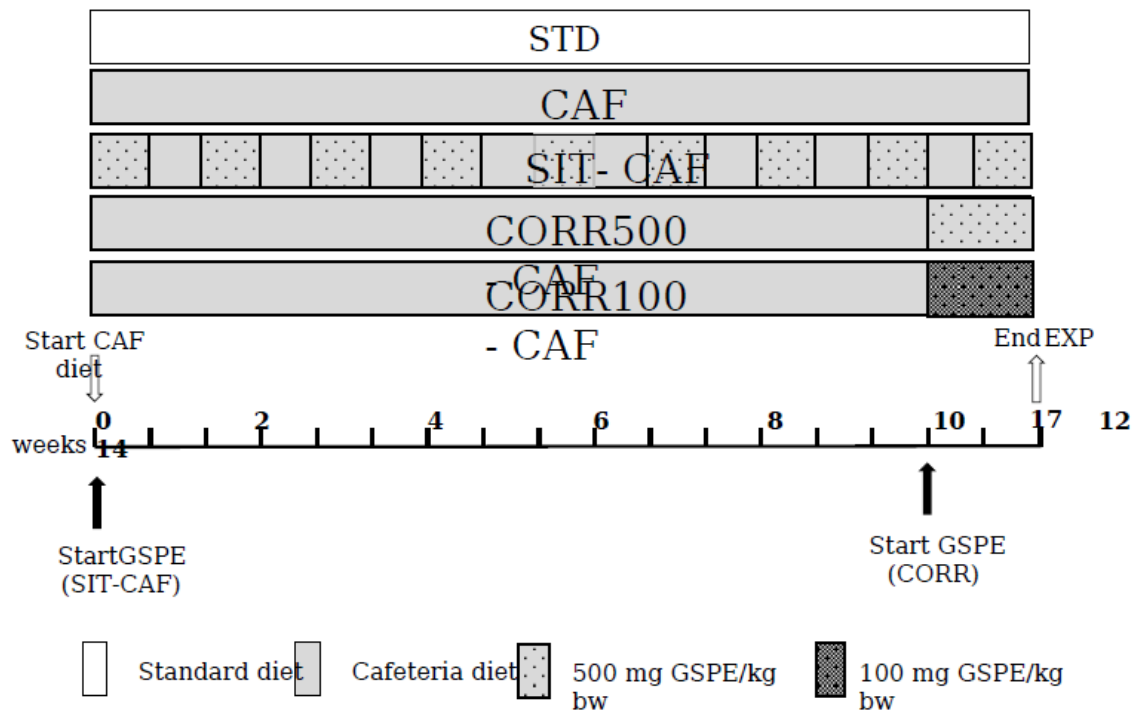 STD
CAF
SIT- CAF
CORR500
- CAF
CORR100
- CAF
Start CAF
diet
End EXP
0 2 4 6 8 10 17 12
weeks 14
StartGSPE
(SIT-CAF)
Start GSPE
(CORR)
Standard diet
Cafeteria diet
500 mg GSPE/kg
bw
100 mg GSPE/kg
bw